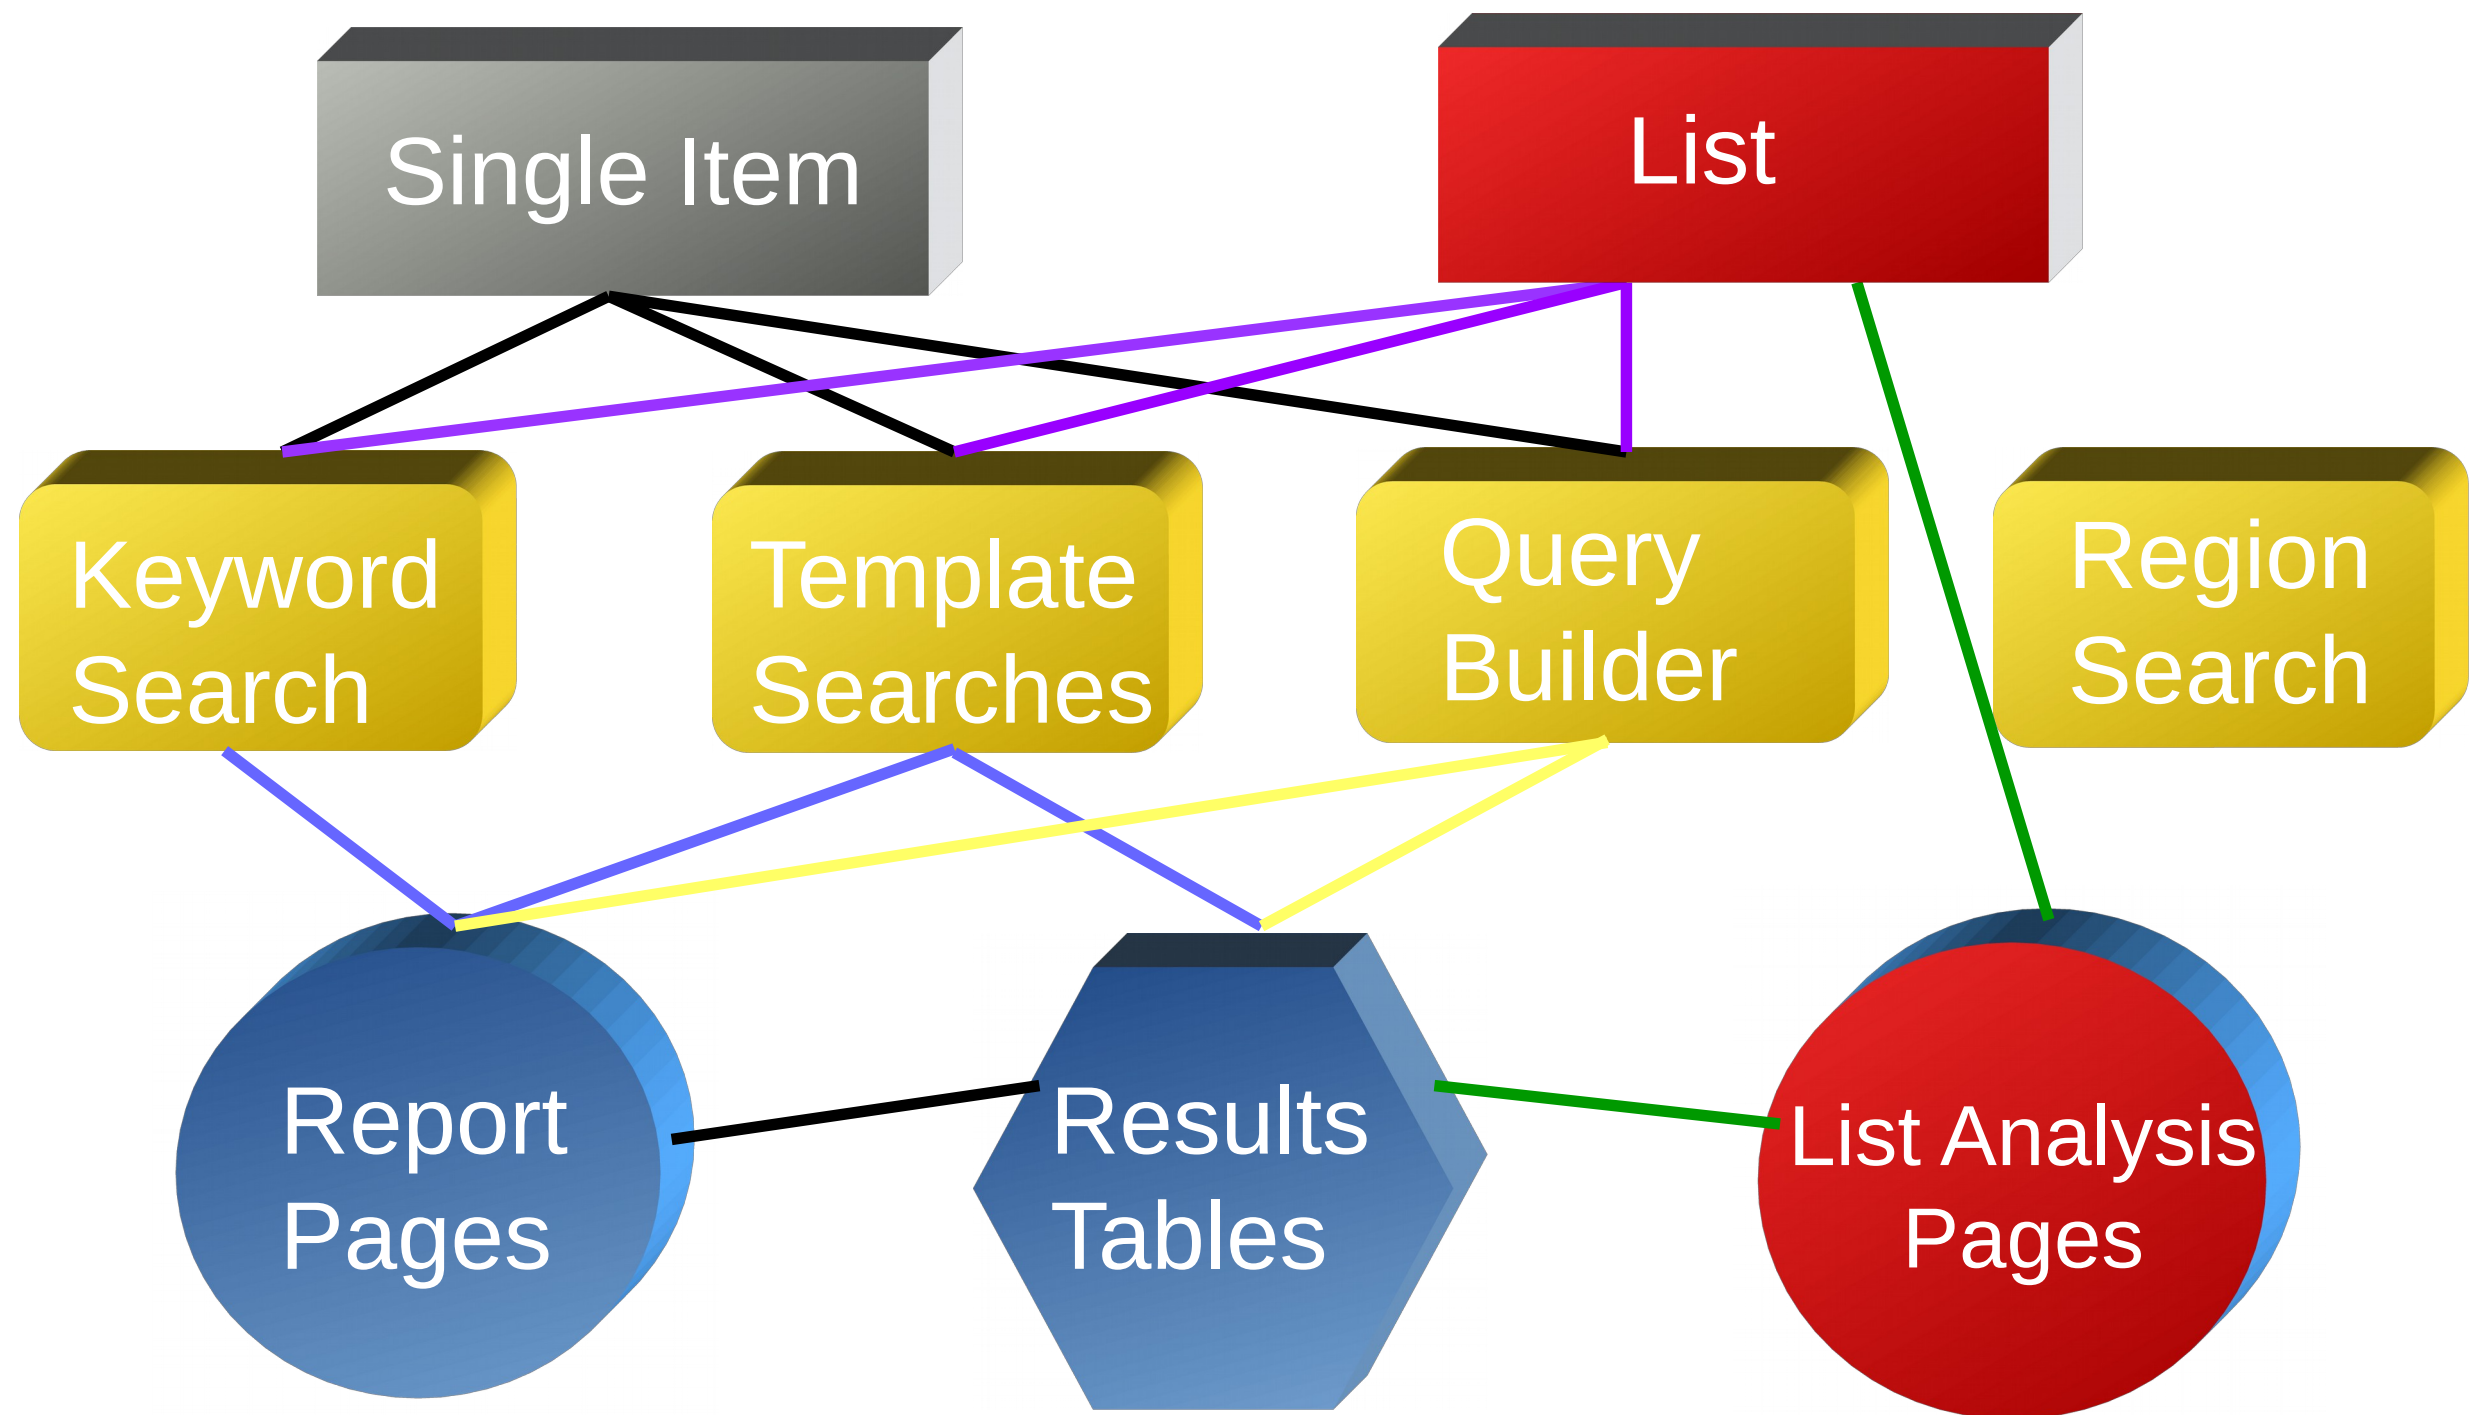 Single Item
List
Keyword
Search
Template
Searches
Query
Builder
Region
Search
Report
Pages
Results
Tables
List Analysis
Pages